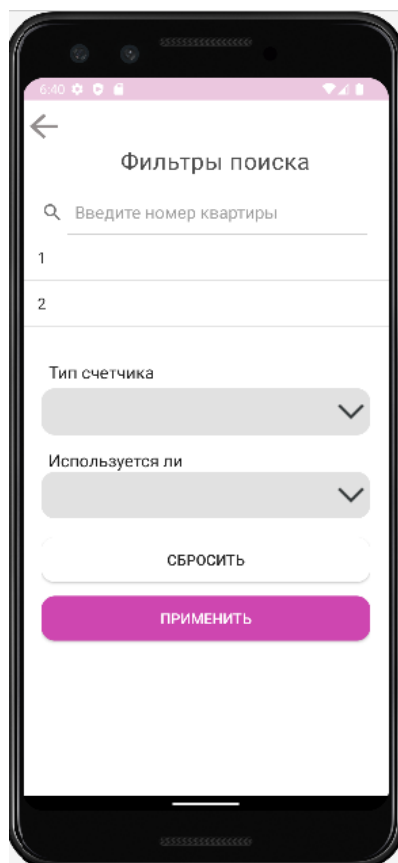 6:40
Фильтры поиска
Введите номер квартиры
1
2
Тип счетчика
Используется ли
СБРОСИТЬ
ПРИМЕНИТЬ